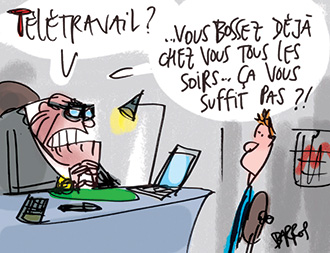 TÉLÉTRAVAIL ?
...VOUS BOSSEZ DÉJÀ
CHEZ VOUS TOUS LES
SOIRS... ÇA VOUS
SUFFIT PAS ?!